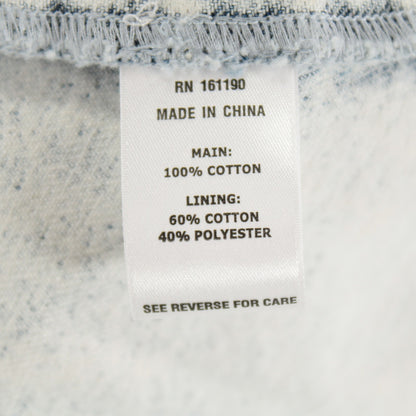 RN 161190
MADE IN CHINA
MAIN:
100% COTTON
LINING:
60% COTTON
40% POLYESTER
SEE REVERSE FOR CARE